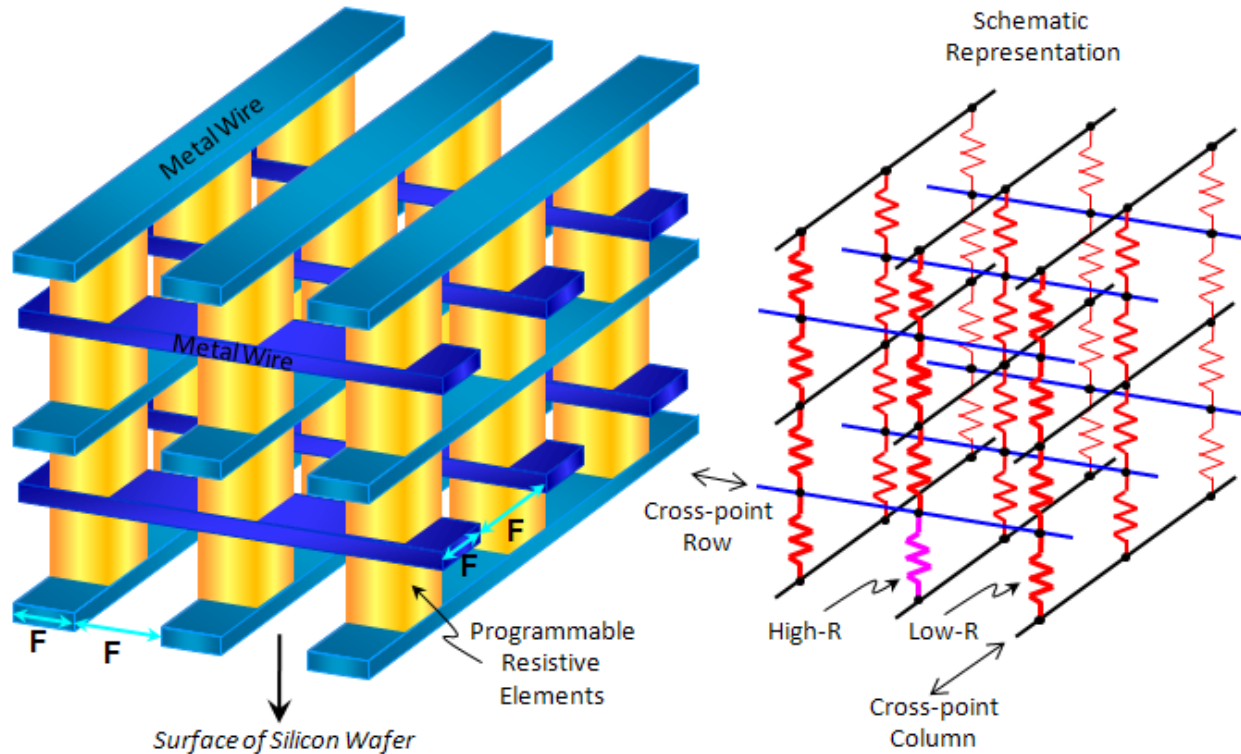 Schematic
Representation
Metal Wire
Metal Wire
Cross-point
Row
F
F
F
F
High-R
Low-R
Programmable
Resistive
Elements
Cross-point
Column
Surface of Silicon Wafer